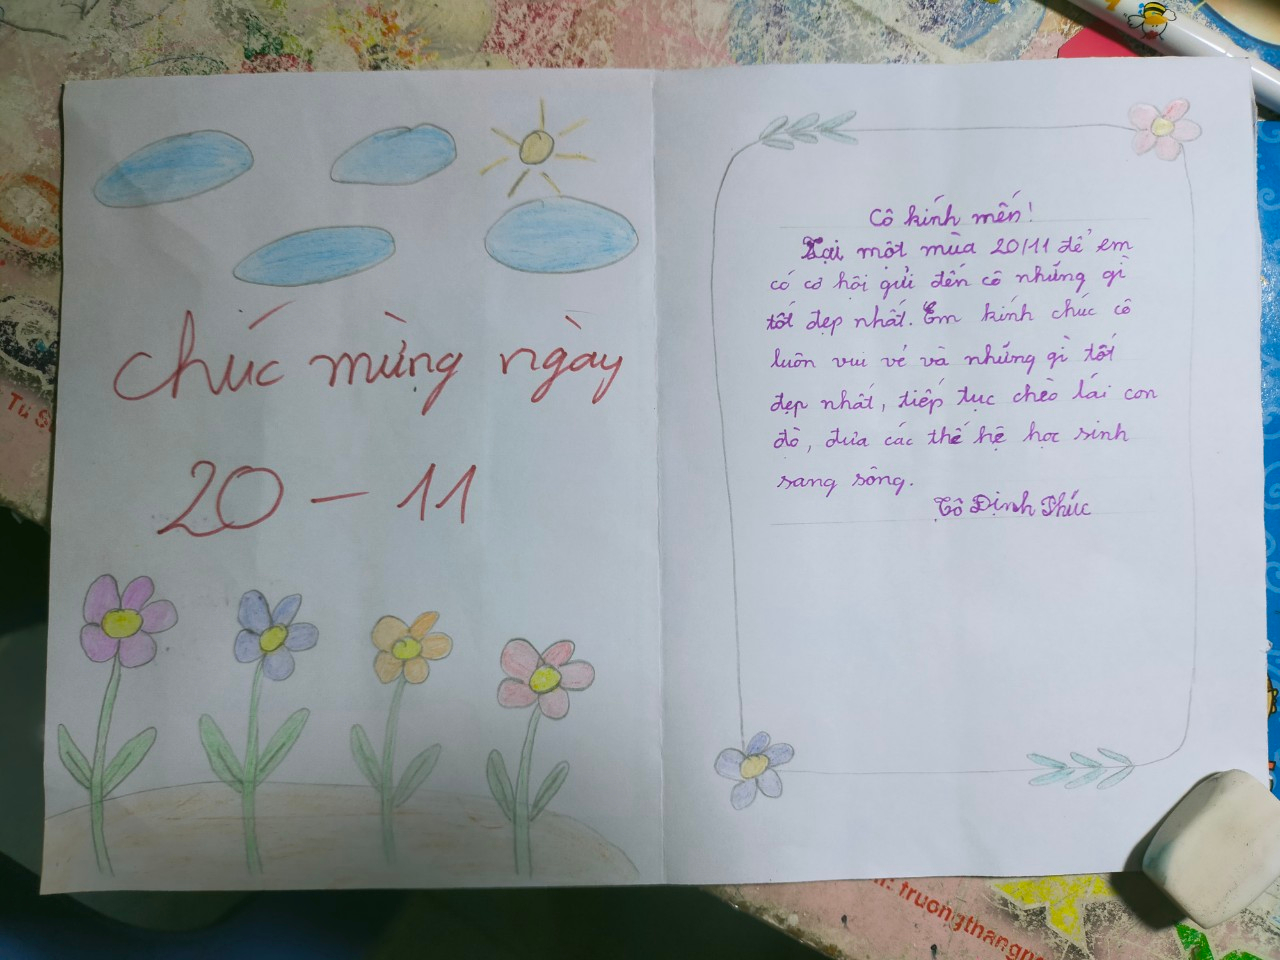 chúc mừng ngày
20 - 11
Cô kính mến!
Lại một mùa 20/11 để em
có cơ hội gửi đến cô những gì
tốt đẹp nhất. Em kính chúc cô
luôn vui vẻ và những gì tốt
đẹp nhất, tiếp tục chèo lái con
đò, đưa các thế hệ học sinh
sang sông.
Tô Định Phúc
truongthangn